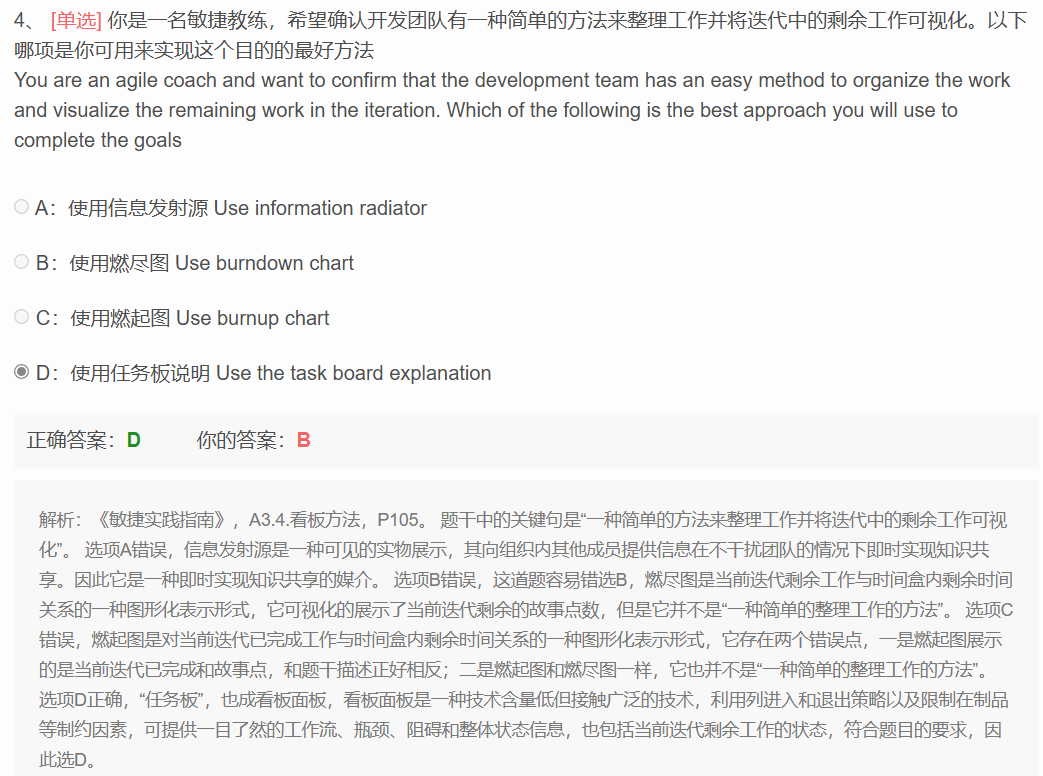 4、 [单选] 你是一名敏捷教练，希望确认开发团队有一种简单的方法来整理工作并将迭代中的剩余工作可视化。以下
哪项是你可用来实现这个目的的最好方法
You are an agile coach and want to confirm that the development team has an easy method to organize the work
and visualize the remaining work in the iteration. Which of the following is the best approach you will use to
complete the goals
A：使用信息发射源 Use information radiator
B：使用燃尽图 Use burndown chart
C：使用燃起图 Use burnup chart
D：使用任务板说明 Use the task board explanation
正确答案：D 你的答案：B
解析：《敏捷实践指南》，A3.4.看板方法，P105。 题干中的关键句是“一种简单的方法来整理工作并将迭代中的剩余工作可视
化”。 选项A错误，信息发射源是一种可见的实物展示，其向组织内其他成员提供信息在不干扰团队的情况下即时实现知识共
享。因此它是一种即时实现知识共享的媒介。 选项B错误，这道题容易错选B，燃尽图是当前迭代剩余工作与时间盒内剩余时间
关系的一种图形化表示形式，它可视化的展示了当前迭代剩余的故事点数，但是它并不是“一种简单的整理工作的方法”。 选项C
错误，燃起图是对当前迭代已完成工作与时间盒内剩余时间关系的一种图形化表示形式，它存在两个错误点，一是燃起图展示
的是当前迭代已完成和故事点，和题干描述正好相反；二是燃起图和燃尽图一样，它也并不是“一种简单的整理工作的方法”。
选项D正确，“任务板”，也成看板面板，看板面板是一种技术含量低但接触广泛的技术，利用列进入和退出策略以及限制在制品
等制约因素，可提供一目了然的工作流、瓶颈、阻碍和整体状态信息，也包括当前迭代剩余工作的状态，符合题目的要求，因
此选D。